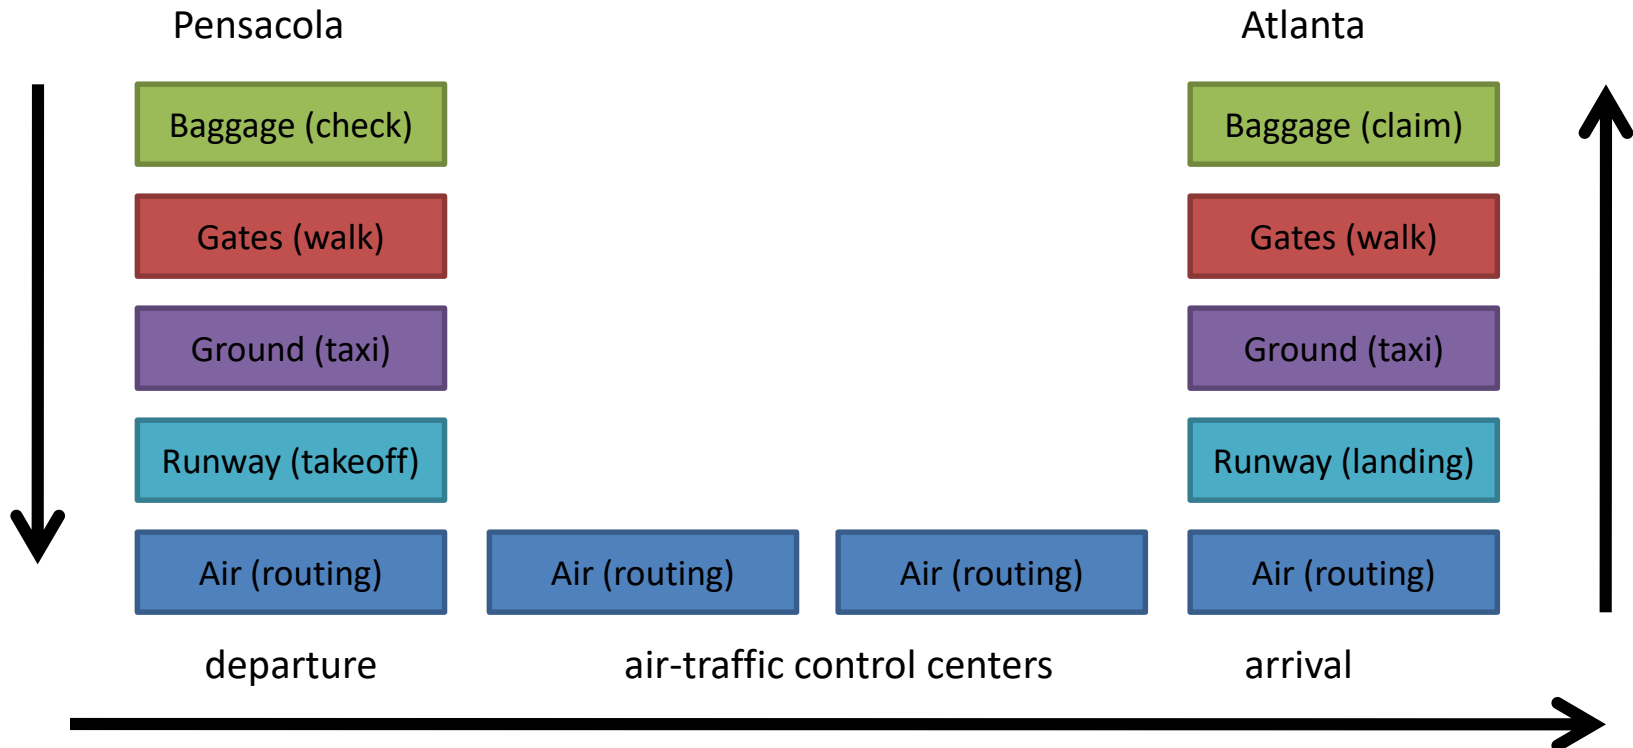 Pensacola
Atlanta
Baggage (check)
Baggage (claim)
Gates (walk)
Gates (walk)
Ground (taxi)
Ground (taxi)
Runway (takeoff)
Runway (landing)
Air (routing)
Air (routing)
Air (routing)
Air (routing)
departure
air-traffic control centers
arrival